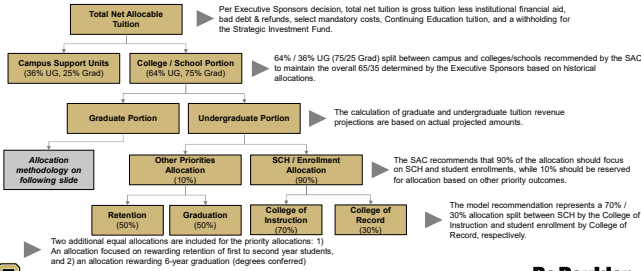 Total Net Allocable
Tuition
Per Executive Sponsors decision, total net tuition is gross tuition less institutional financial aid,
bad debt & refunds, select mandatory costs, Continuing Education tuition, and a withholding for
the Strategic Investment Fund.
Campus Support Units
(36% UG, 25% Grad)
College / School Portion
(64% UG, 75% Grad)
64% / 36% UG (75/25 Grad) split between campus and colleges/schools recommended by the SAC
to maintain the overall 65/35 determined by the Executive Sponsors based on historical
allocations.
Graduate Portion
Undergraduate Portion
The calculation of graduate and undergraduate tuition revenue
projections are based on actual projected amounts.
Allocation
methodology on
following slide
Other Priorities
Allocation
(10%)
SCH / Enrollment
Allocation
(90%)
The SAC recommends that 90% of the allocation should focus
on SCH and student enrollments, while 10% should be reserved
for allocation based on other priority outcomes.
Retention
(50%)
Graduation
(50%)
College of
Instruction
(70%)
College of
Record
(30%)
The model recommendation represents a 70% /
30% allocation split between SCH by the College of
Instruction and student enrollment by College of
Record, respectively.
Two additional equal allocations are included for the priority allocations: 1)
An allocation focused on rewarding retention of first to second year students,
and 2) an allocation rewarding 6-year graduation (degrees conferred)
Be Boulder